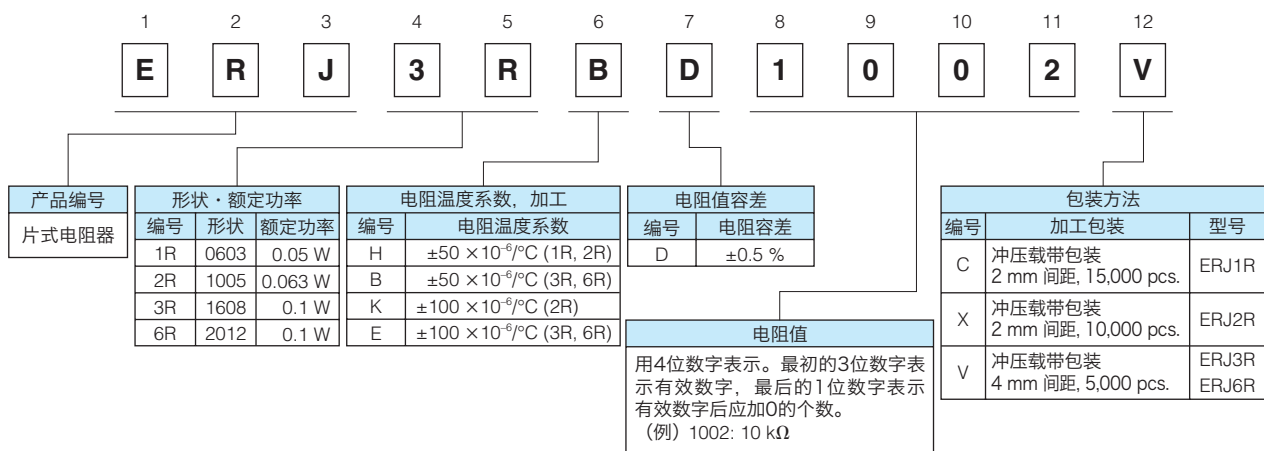 1 2 3 4 5 6 7 8 9 10 11 12
E R J 3 R B D 1 0 0 2 V
产品编号
片式电阻器
形状・额定功率
编号 形状 额定功率
1R 0603 0.05 W
2R 1005 0.063 W
3R 1608 0.1 W
6R 2012 0.1 W
电阻温度系数，加工
编号 电阻温度系数
H ±50 ×10⁻⁶/°C (1R, 2R)
B ±50 ×10⁻⁶/°C (3R, 6R)
K ±100 ×10⁻⁶/°C (2R)
E ±100 ×10⁻⁶/°C (3R, 6R)
电阻值容差
编号 电阻容差
D ±0.5 %
电阻值
用4位数字表示。最初的3位数字表
示有效数字，最后的1位数字表示
有效数字后应加0的个数。
（例）1002: 10 kΩ
包装方法
编号 加工包装 型号
C 冲压载带包装 ERJ1R
2 mm 间距, 15,000 pcs.
X 冲压载带包装 ERJ2R
2 mm 间距, 10,000 pcs.
V 冲压载带包装 ERJ3R
4 mm 间距, 5,000 pcs. ERJ6R